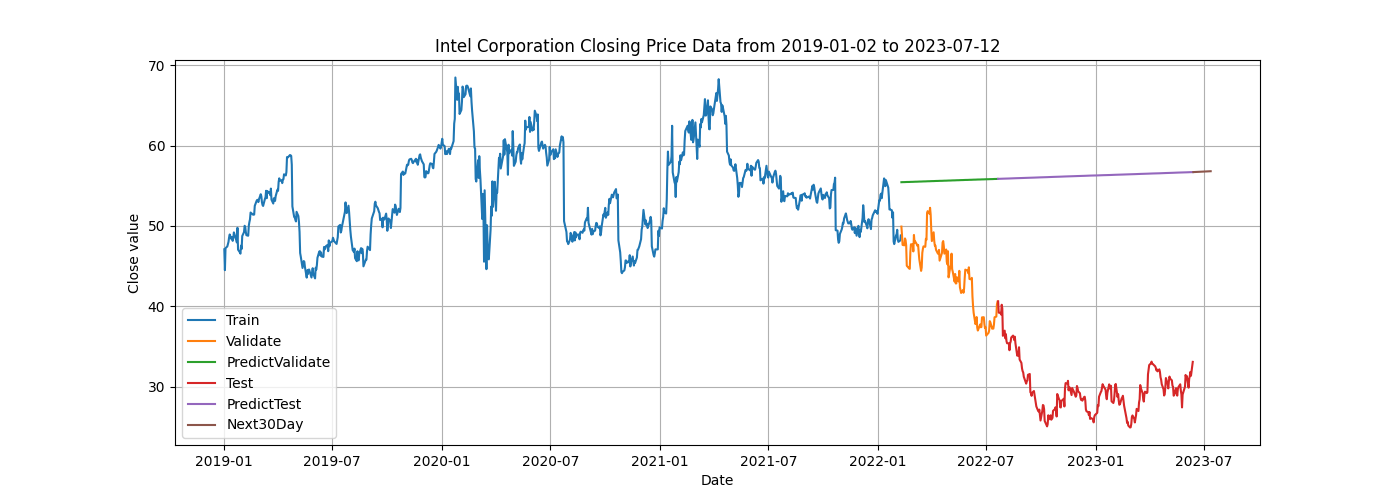 Intel Corporation Closing Price Data from 2019-01-02 to 2023-07-12
70
60
50
40
30
Close value
Train
Validate
PredictValidate
Test
PredictTest
Next30Day
2019-01 2019-07 2020-01 2020-07 2021-01 2021-07 2022-01 2022-07 2023-01 2023-07
Date